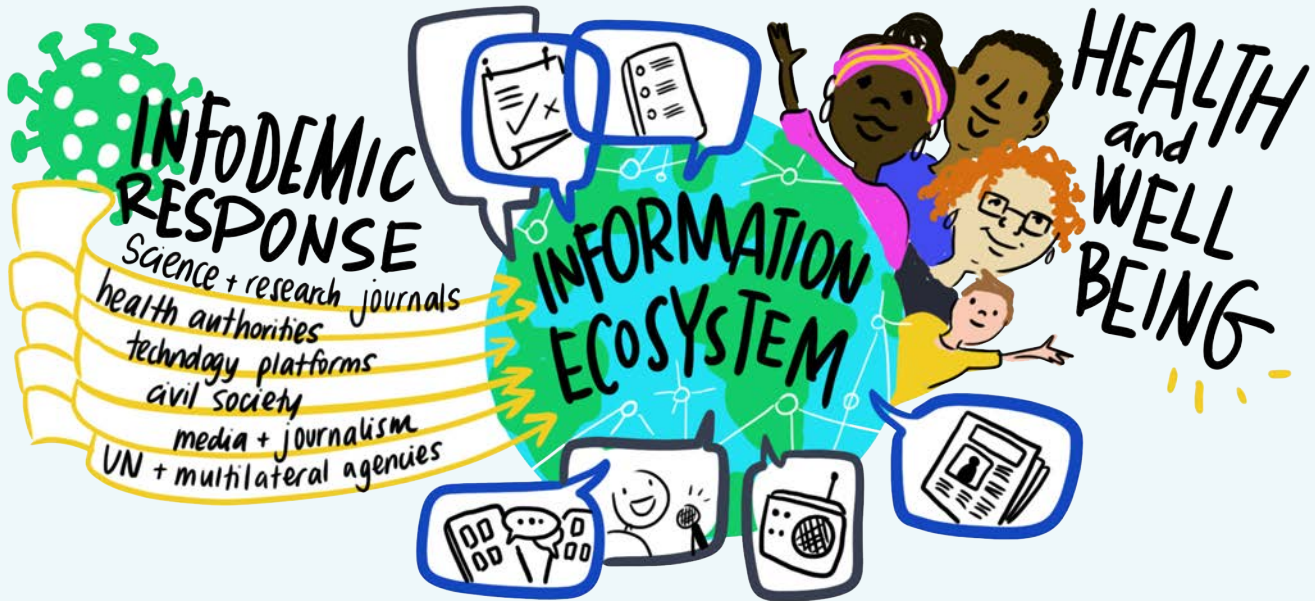 INFODEMIC
RESPONSE
science + research journals
health authorities
technology platforms
civil society
media + journalism
UN + multilateral agencies
INFORMATION
ECOSYSTEM
HEALTH
and
WELL
BEING